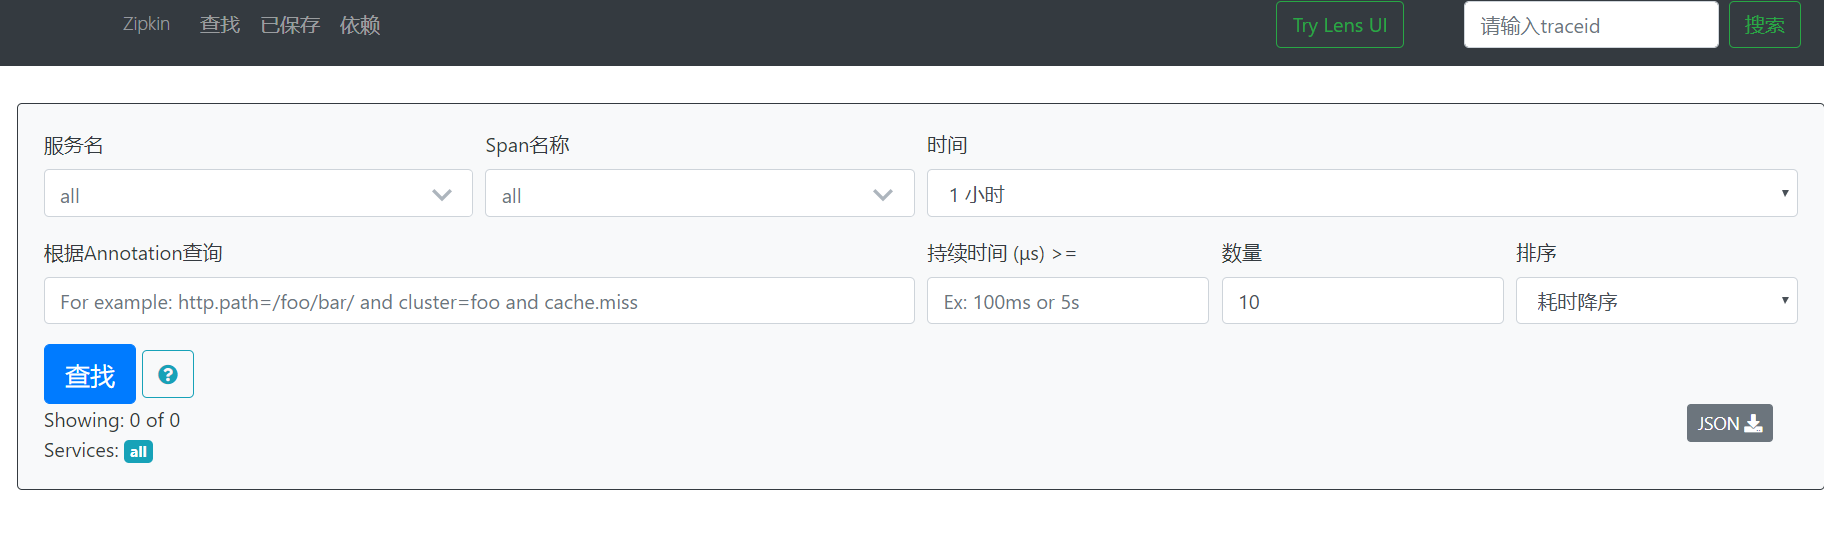 Zipkin 查找 已保存 依赖 Try Lens UI 请输入traceid 搜索
服务名 Span名称 时间
all all 1 小时
根据Annotation查询 持续时间 (μs) >= 数量 排序
For example: http.path=/foo/bar/ and cluster=foo and cache.miss Ex: 100ms or 5s 10 耗时降序
查找
Showing: 0 of 0 JSON
Services: all